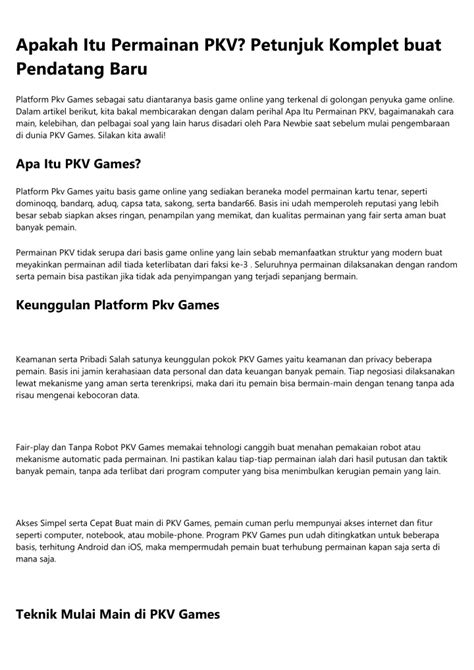 Apakah Itu Permainan PKV? Petunjuk Komplet buat
Pendatang Baru
Platform Pkv Games sebagai satu diantaranya basis game online yang terkenal di golongan penyuka game online.
Dalam artikel berikut, kita bakal membicarakan dengan dalam perihal Apa Itu Permainan PKV, bagaimanakah cara
main, kelebihan, dan pelbagai soal yang lain harus disadari oleh Para Newbie saat sebelum mulai pengembaraan
di dunia PKV Games. Silakan kita awali!
Apa Itu PKV Games?
Platform Pkv Games yaitu basis game online yang sediakan beraneka model permainan kartu tenar, seperti
dominoqq, bandarq, aduq, capsa tata, sakong, serta bandar66. Basis ini udah memperoleh reputasi yang lebih
besar sebab siapkan akses ringan, penampilan yang memikat, dan kualitas permainan yang fair serta aman buat
banyak pemain.
Permainan PKV tidak serupa dari basis game online yang lain sebab memanfaatkan struktur yang modern buat
meyakinkan permainan adil tiada keterlibatan dari faksi ke-3 . Seluruhnya permainan dilaksanakan dengan random
serta pemain bisa pastikan jika tidak ada penyimpangan yang terjadi sepanjang bermain.
Keunggulan Platform Pkv Games
Keamanan serta Pribadi Salah satunya keunggulan pokok PKV Games yaitu keamanan dan privacy beberapa
pemain. Basis ini jamin kerahasiaan data personal dan data keuangan banyak pemain. Tiap negosiasi dilaksanakan
lewat mekanisme yang aman serta terenkripsi, maka dari itu pemain bisa bermain-main dengan tenang tanpa ada
risau mengenai kebocoran data.
Fair-play dan Tanpa Robot PKV Games memakai tehnologi canggih buat menahan pemakaian robot atau
mekanisme automatic pada permainan. Ini pastikan kalau tiap-tiap permainan ialah dari hasil putusan dan taktik
banyak pemain, tanpa ada terlibat dari program computer yang bisa menimbulkan kerugian pemain yang lain.
Akses Simpel serta Cepat Buat main di PKV Games, pemain cuman perlu mempunyai akses internet dan fitur
seperti computer, notebook, atau mobile-phone. Program PKV Games pun udah ditingkatkan untuk beberapa
basis, terhitung Android dan iOS, maka mempermudah pemain buat terhubung permainan kapan saja serta di
mana saja.
Teknik Mulai Main di PKV Games